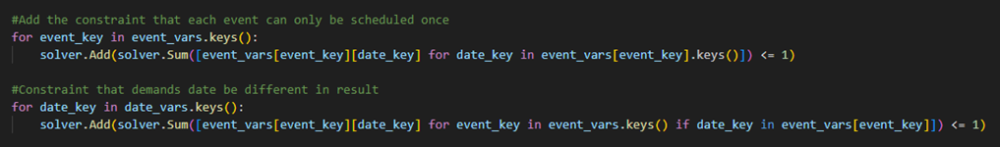 #Add the constraint that each event can only be scheduled once
for event_key in event_vars.keys():
    solver.Add(solver.Sum([event_vars[event_key][date_key] for date_key in event_vars[event_key].keys()]) <= 1)

#Constraint that demands date be different in result
for date_key in date_vars.keys():
    solver.Add(solver.Sum([event_vars[event_key][date_key] for event_key in event_vars.keys() if date_key in event_vars[event_key]]) <= 1)